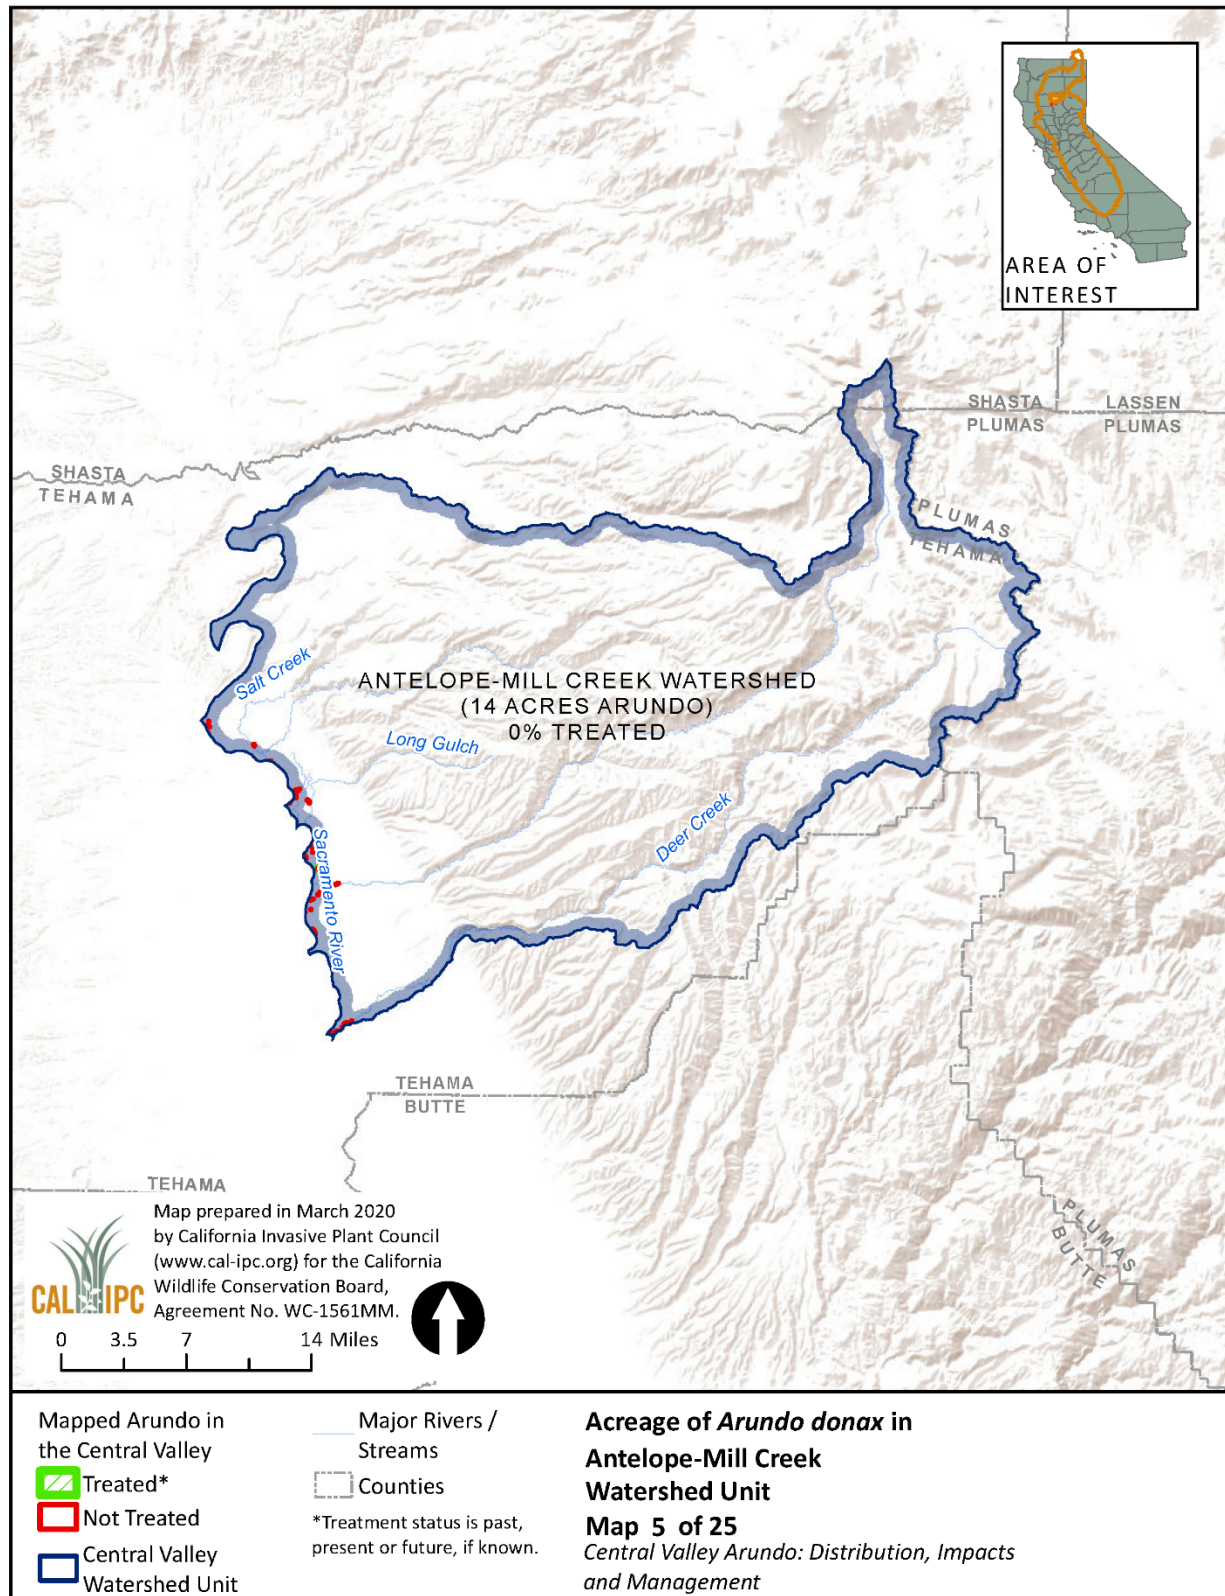 AREA OF
INTEREST
SHASTA
PLUMAS
LASSEN
PLUMAS
SHASTA
TEHAMA
PLUMAS
TEHAMA
Salt Creek
ANTELOPE-MILL CREEK WATERSHED
(14 ACRES ARUNDO)
0% TREATED
Long Gulch
Deer Creek
Sacramento River
TEHAMA
BUTTE
TEHAMA
PLUMAS
BUTTE
CAL IPC
Map prepared in March 2020
by California Invasive Plant Council
(www.cal-ipc.org) for the California
Wildlife Conservation Board,
Agreement No. WC-1561MM.
0 3.5 7 14 Miles
Mapped Arundo in
the Central Valley
Treated*
Not Treated
Central Valley
Watershed Unit
Major Rivers /
Streams
Counties
*Treatment status is past,
present or future, if known.
Acreage of Arundo donax in
Antelope-Mill Creek
Watershed Unit
Map 5 of 25
Central Valley Arundo: Distribution, Impacts
and Management